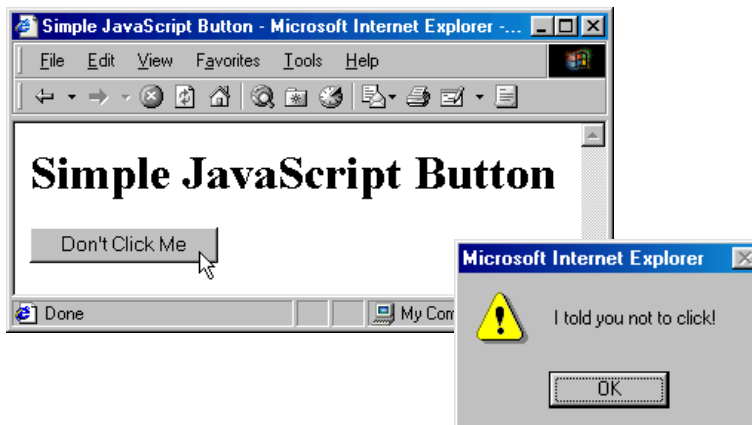 Simple JavaScript Button - Microsoft Internet Explorer -...
File Edit View Favorites Tools Help
Simple JavaScript Button
Don't Click Me
Done
My Com
Microsoft Internet Explorer
I told you not to click!
OK